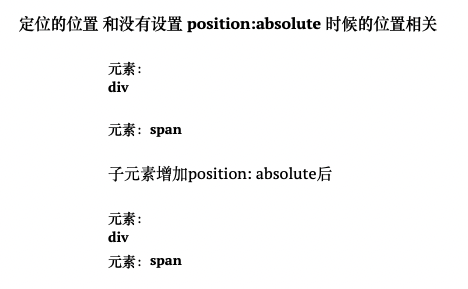 定位的位置 和没有设置 position:absolute 时候的位置相关
元素：
div
元素：span
子元素增加position: absolute后
元素：
div
元素：span